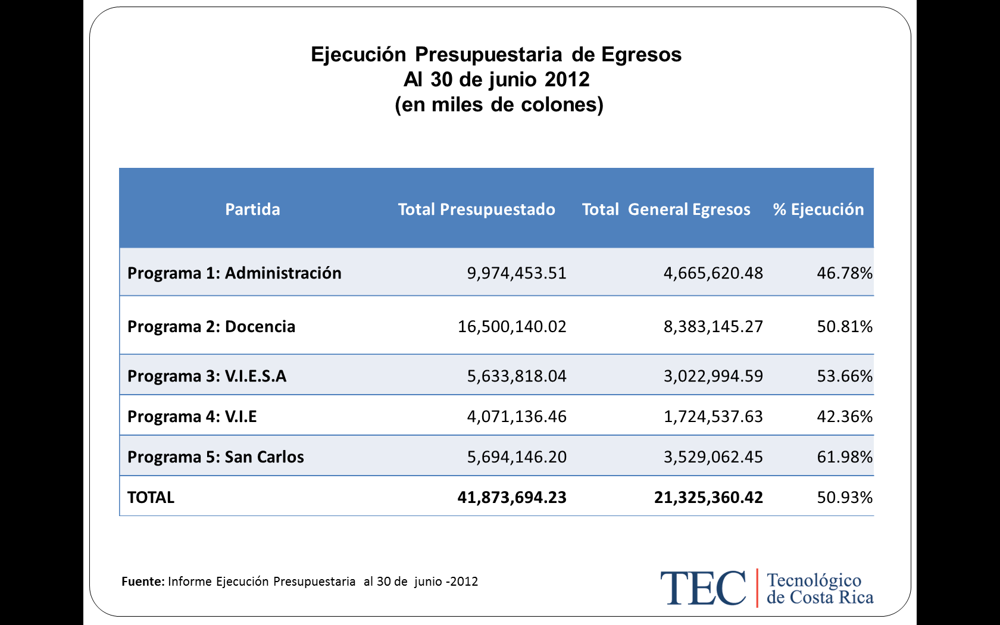 Ejecución Presupuestaria de Egresos
Al 30 de junio 2012
(en miles de colones)
Partida Total Presupuestado Total General Egresos % Ejecución
Programa 1: Administración 9,974,453.51 4,665,620.48 46.78%
Programa 2: Docencia 16,500,140.02 8,383,145.27 50.81%
Programa 3: V.I.E.S.A 5,633,818.04 3,022,994.59 53.66%
Programa 4: V.I.E 4,071,136.46 1,724,537.63 42.36%
Programa 5: San Carlos 5,694,146.20 3,529,062.45 61.98%
TOTAL 41,873,694.23 21,325,360.42 50.93%
Fuente: Informe Ejecución Presupuestaria al 30 de junio -2012
TEC Tecnológico
de Costa Rica